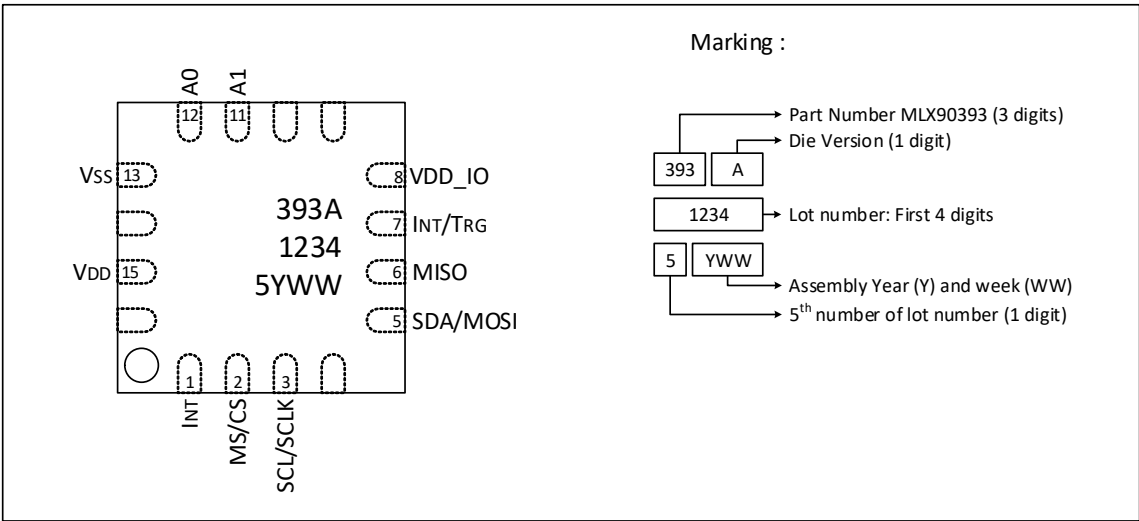 Marking :
A0
A1
12
11
Vss
13
8
VDD_IO
7
INT/TRG
VDD
15
6
MISO
5
SDA/MOSI
393A
1234
5YWW
1
2
3
INT
MS/CS
SCL/SCLK
Part Number MLX90393 (3 digits)
Die Version (1 digit)
393
A
1234
Lot number: First 4 digits
5
YWW
Assembly Year (Y) and week (WW)
5th number of lot number (1 digit)